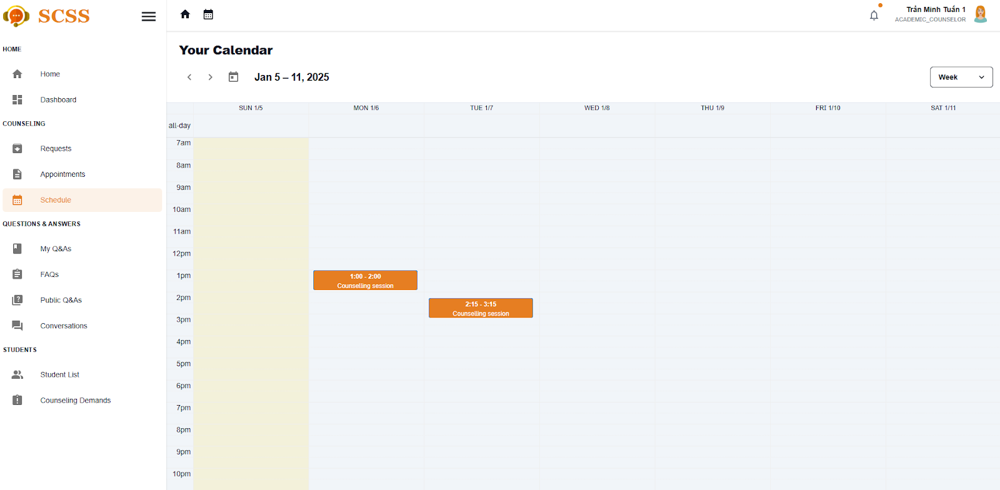 SCSS
Trần Minh Tuấn 1
ACADEMIC_COUNSELOR
HOME
Home
Dashboard
COUNSELING
Requests
Appointments
Schedule
QUESTIONS & ANSWERS
My Q&As
FAQs
Public Q&As
Conversations
STUDENTS
Student List
Counseling Demands
Your Calendar
Jan 5 – 11, 2025
Week
SUN 1/5 MON 1/6 TUE 1/7 WED 1/8 THU 1/9 FRI 1/10 SAT 1/11
all-day
7am
8am
9am
10am
11am
12pm
1pm
1:00 - 2:00
Counselling session
2pm
2:15 - 3:15
Counselling session
3pm
4pm
5pm
6pm
7pm
8pm
9pm
10pm